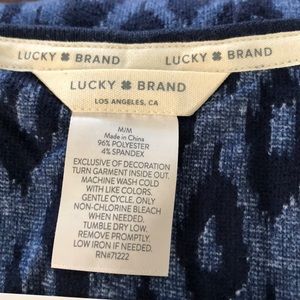 LUCKY BRAND LUCKY BRAND
LUCKY BRAND
LOS ANGELES, CA
M/M
Made in China
96% POLYESTER
4% SPANDEX
EXCLUSIVE OF DECORATION
TURN GARMENT INSIDE OUT.
MACHINE WASH COLD
WITH LIKE COLORS.
GENTLE CYCLE. ONLY
NON-CHLORINE BLEACH
WHEN NEEDED.
TUMBLE DRY LOW.
REMOVE PROMPTLY.
LOW IRON IF NEEDED.
RN#71222